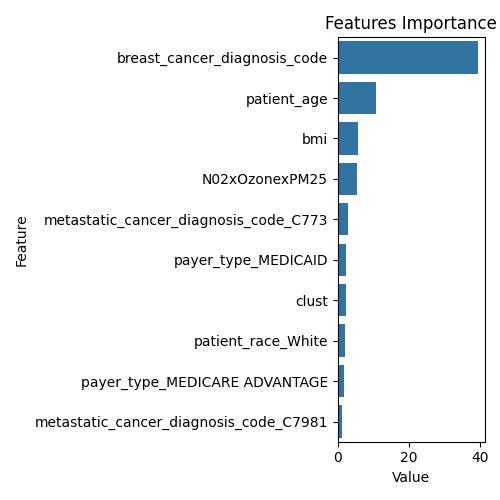 Features Importance
breast_cancer_diagnosis_code
patient_age
bmi
N02xOzonexPM25
metastatic_cancer_diagnosis_code_C773
payer_type_MEDICAID
clust
patient_race_White
payer_type_MEDICARE ADVANTAGE
metastatic_cancer_diagnosis_code_C7981
Feature
0 20 40
Value